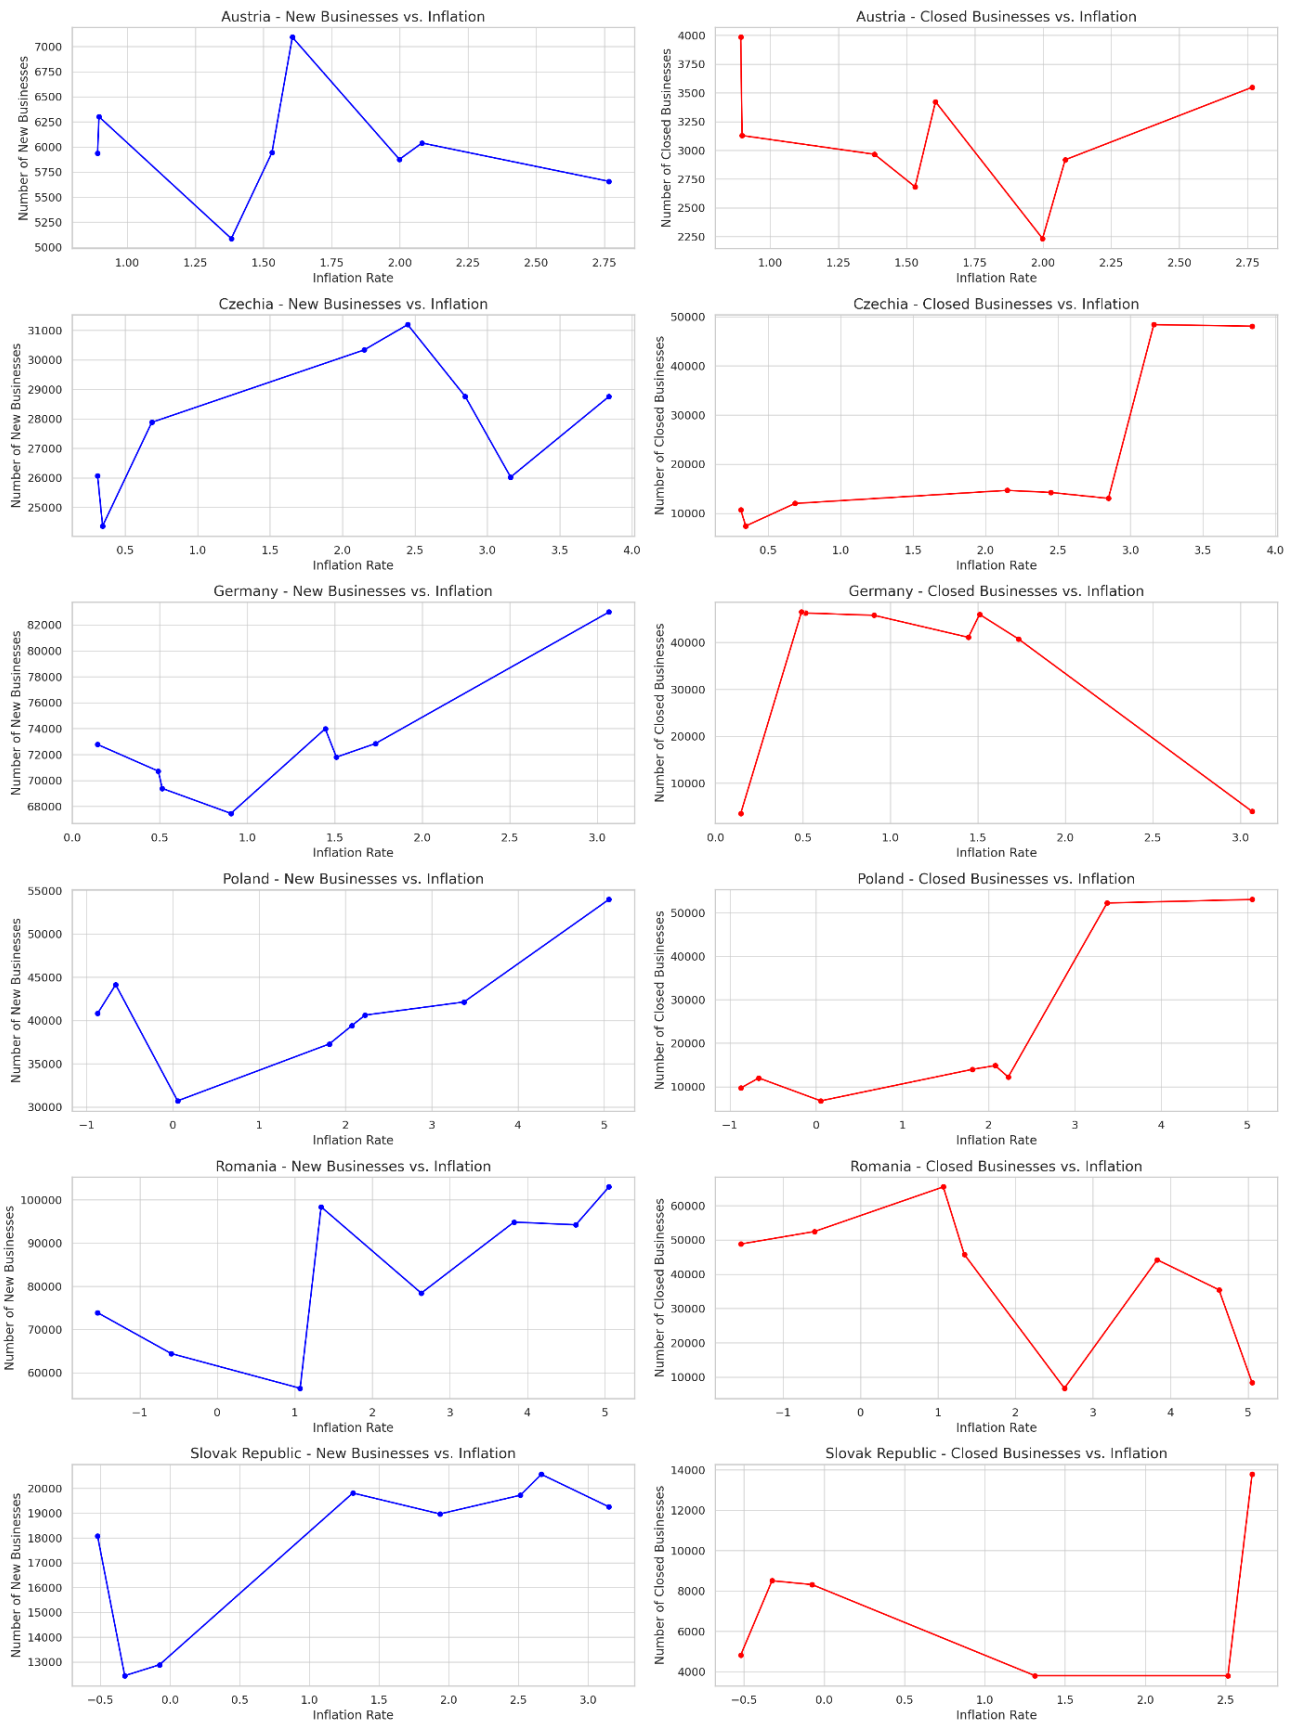 Austria - New Businesses vs. Inflation
Number of New Businesses
7000
6750
6500
6250
6000
5750
5500
5250
5000
1.00 1.25 1.50 1.75 2.00 2.25 2.50 2.75
Inflation Rate
Austria - Closed Businesses vs. Inflation
Number of Closed Businesses
4000
3750
3500
3250
3000
2750
2500
2250
1.00 1.25 1.50 1.75 2.00 2.25 2.50 2.75
Inflation Rate
Czechia - New Businesses vs. Inflation
Number of New Businesses
31000
30000
29000
28000
27000
26000
25000
0.5 1.0 1.5 2.0 2.5 3.0 3.5 4.0
Inflation Rate
Czechia - Closed Businesses vs. Inflation
Number of Closed Businesses
50000
40000
30000
20000
10000
0.5 1.0 1.5 2.0 2.5 3.0 3.5 4.0
Inflation Rate
Germany - New Businesses vs. Inflation
Number of New Businesses
82000
80000
78000
76000
74000
72000
70000
68000
0.0 0.5 1.0 1.5 2.0 2.5 3.0
Inflation Rate
Germany - Closed Businesses vs. Inflation
Number of Closed Businesses
40000
30000
20000
10000
0.0 0.5 1.0 1.5 2.0 2.5 3.0
Inflation Rate
Poland - New Businesses vs. Inflation
Number of New Businesses
55000
50000
45000
40000
35000
30000
−1 0 1 2 3 4 5
Inflation Rate
Poland - Closed Businesses vs. Inflation
Number of Closed Businesses
50000
40000
30000
20000
10000
−1 0 1 2 3 4 5
Inflation Rate
Romania - New Businesses vs. Inflation
Number of New Businesses
100000
90000
80000
70000
60000
−1 0 1 2 3 4 5
Inflation Rate
Romania - Closed Businesses vs. Inflation
Number of Closed Businesses
60000
50000
40000
30000
20000
10000
−1 0 1 2 3 4 5
Inflation Rate
Slovak Republic - New Businesses vs. Inflation
Number of New Businesses
20000
19000
18000
17000
16000
15000
14000
13000
−0.5 0.0 0.5 1.0 1.5 2.0 2.5 3.0
Inflation Rate
Slovak Republic - Closed Businesses vs. Inflation
Number of Closed Businesses
14000
12000
10000
8000
6000
4000
−0.5 0.0 0.5 1.0 1.5 2.0 2.5
Inflation Rate